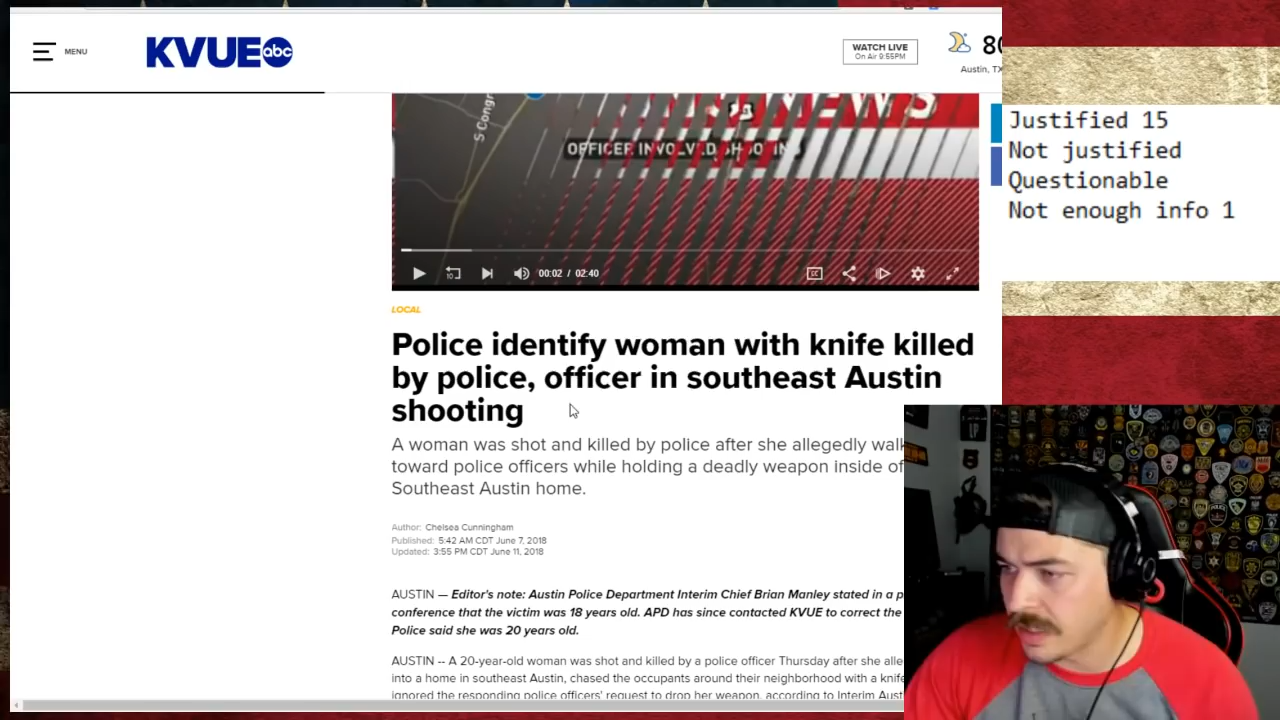 MENU
KVUE abc
WATCH LIVE
On Air 9:55PM
80
Austin, TX
S Congr
NEWS
OFFICER INVOLVED SHOOTING
10
00:02 / 02:40
CC
LOCAL
Police identify woman with knife killed
by police, officer in southeast Austin
shooting
A woman was shot and killed by police after she allegedly walk
toward police officers while holding a deadly weapon inside of
Southeast Austin home.
Author: Chelsea Cunningham
Published: 5:42 AM CDT June 7, 2018
Updated: 3:55 PM CDT June 11, 2018
AUSTIN — Editor's note: Austin Police Department Interim Chief Brian Manley stated in a p
conference that the victim was 18 years old. APD has since contacted KVUE to correct the
Police said she was 20 years old.
AUSTIN -- A 20-year-old woman was shot and killed by a police officer Thursday after she alle
into a home in southeast Austin, chased the occupants around their neighborhood with a knife
ignored the responding police officers' request to drop her weapon, according to Interim Aust
Justified 15
Not justified
Questionable
Not enough info 1